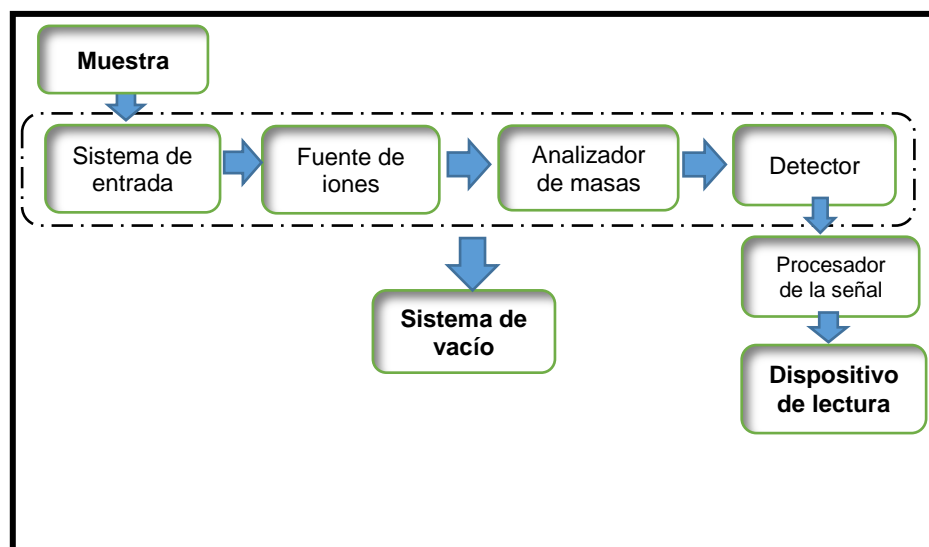 Muestra
Sistema de
entrada
Fuente de
iones
Analizador
de masas
Detector
Procesador
de la señal
Sistema de
vacío
Dispositivo
de lectura